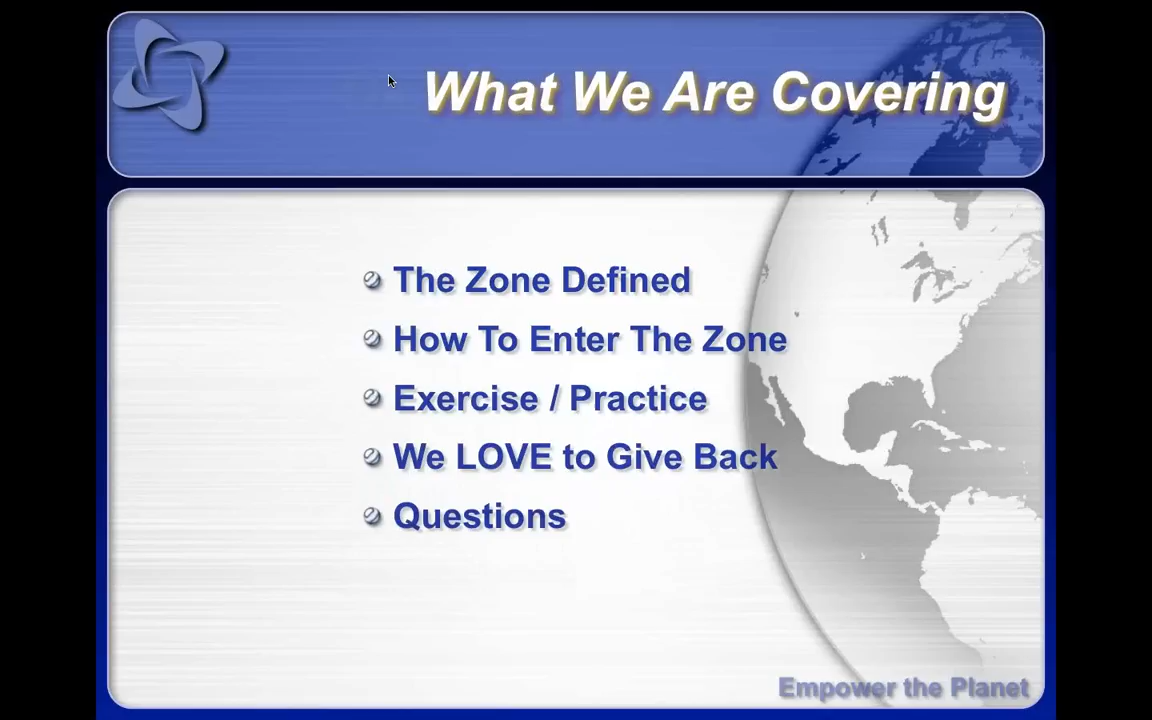 What We Are Covering
The Zone Defined
How To Enter The Zone
Exercise / Practice
We LOVE to Give Back
Questions
Empower the Planet